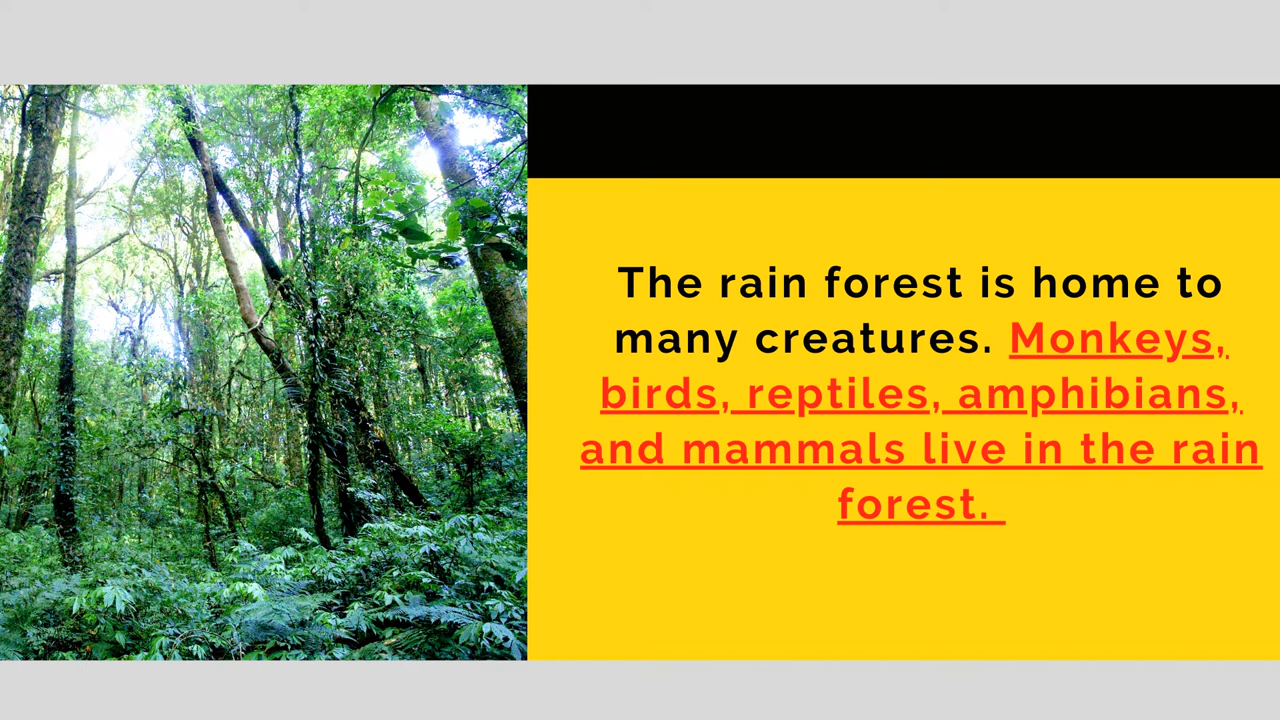 The rain forest is home to
many creatures. Monkeys,
birds, reptiles, amphibians,
and mammals live in the rain
forest.